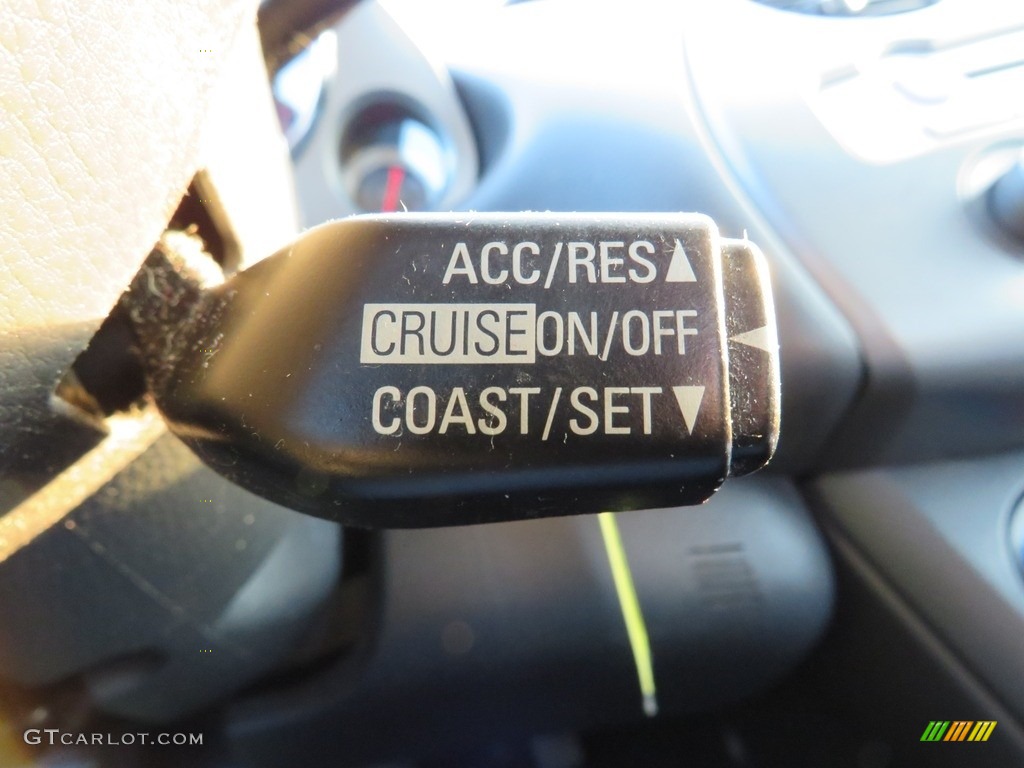 ACC/RES▲
CRUISE ON/OFF ◀
COAST/SET▼
GTCARLOT.COM